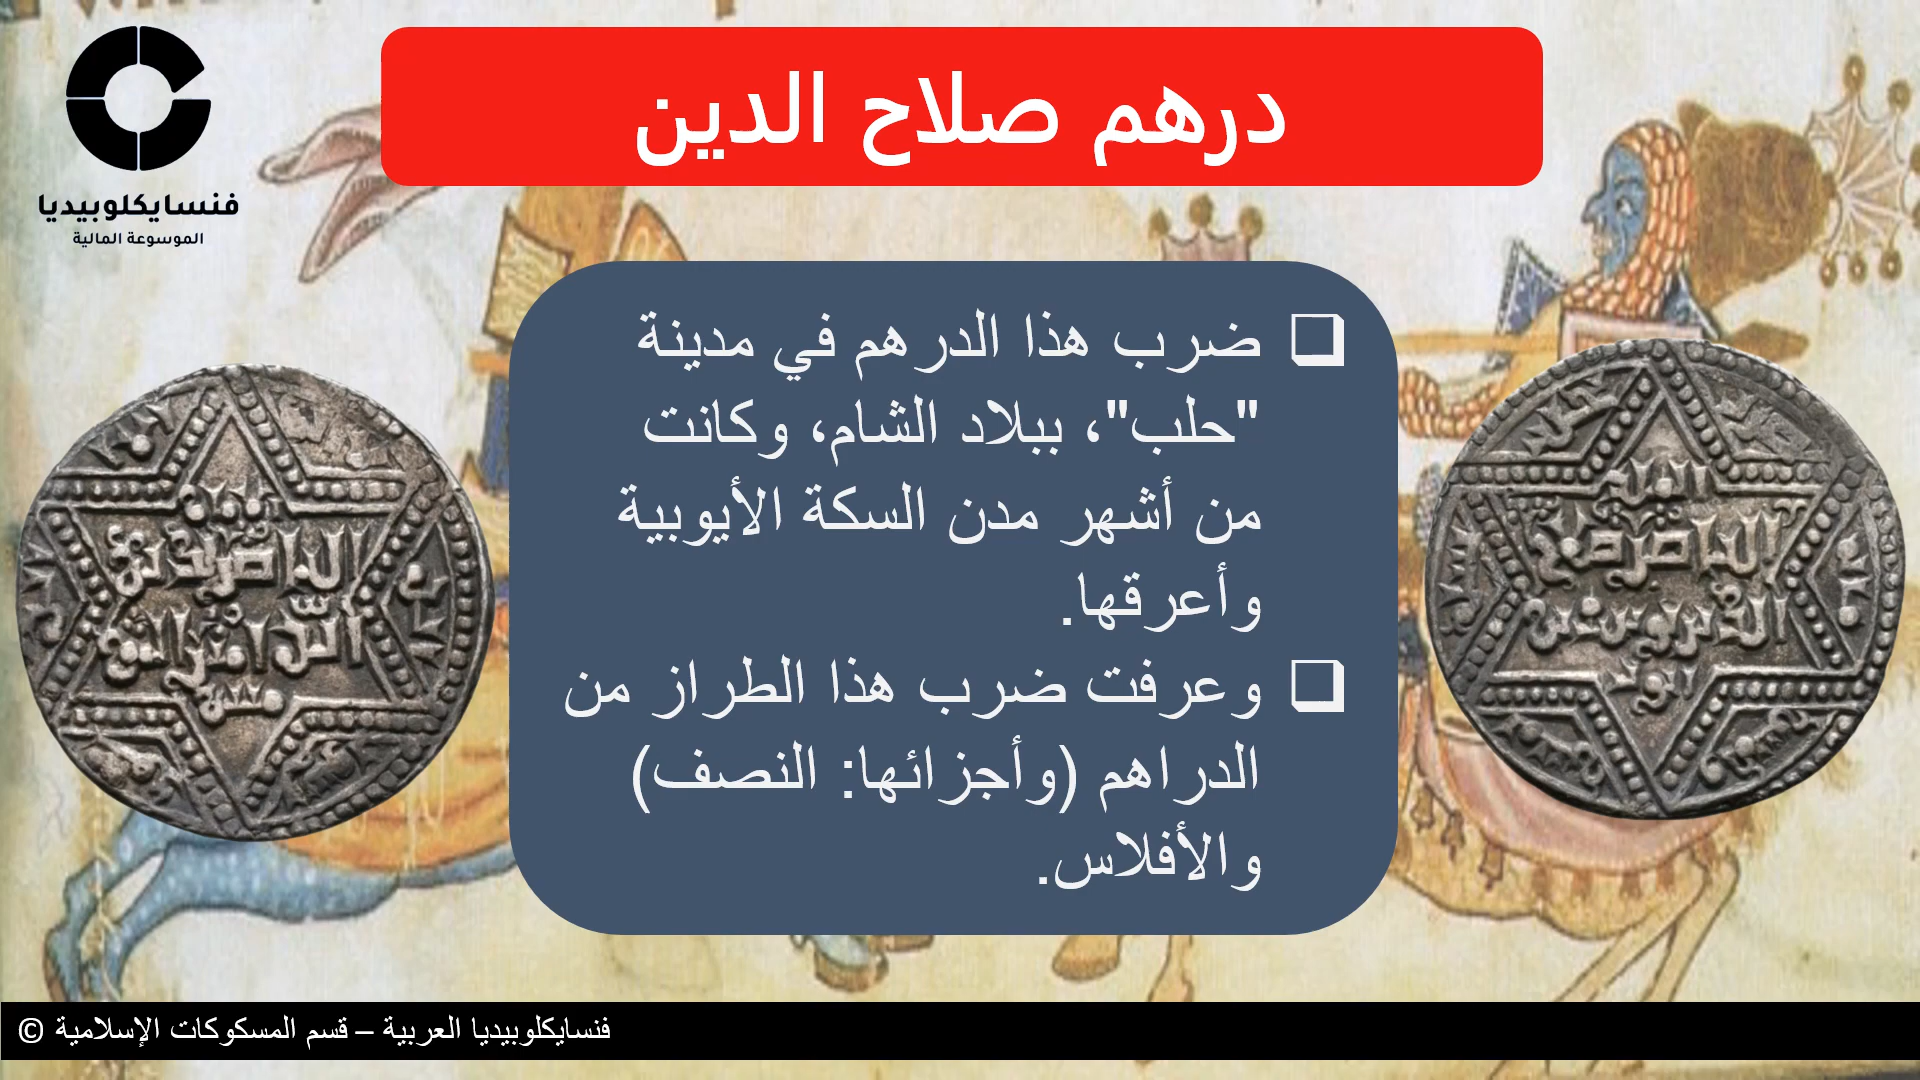 درهم صلاح الدين
فنسايكلوبيديا
الموسوعة المالية
❑ ضرب هذا الدرهم في مدينة
"حلب"، ببلاد الشام، وكانت
من أشهر مدن السكة الأيوبية
وأعرقها.
❑ وعرفت ضرب هذا الطراز من
الدراهم (وأجزائها: النصف)
والأفلاس.
فنسايكلوبيديا العربية – قسم المسكوكات الإسلامية ©